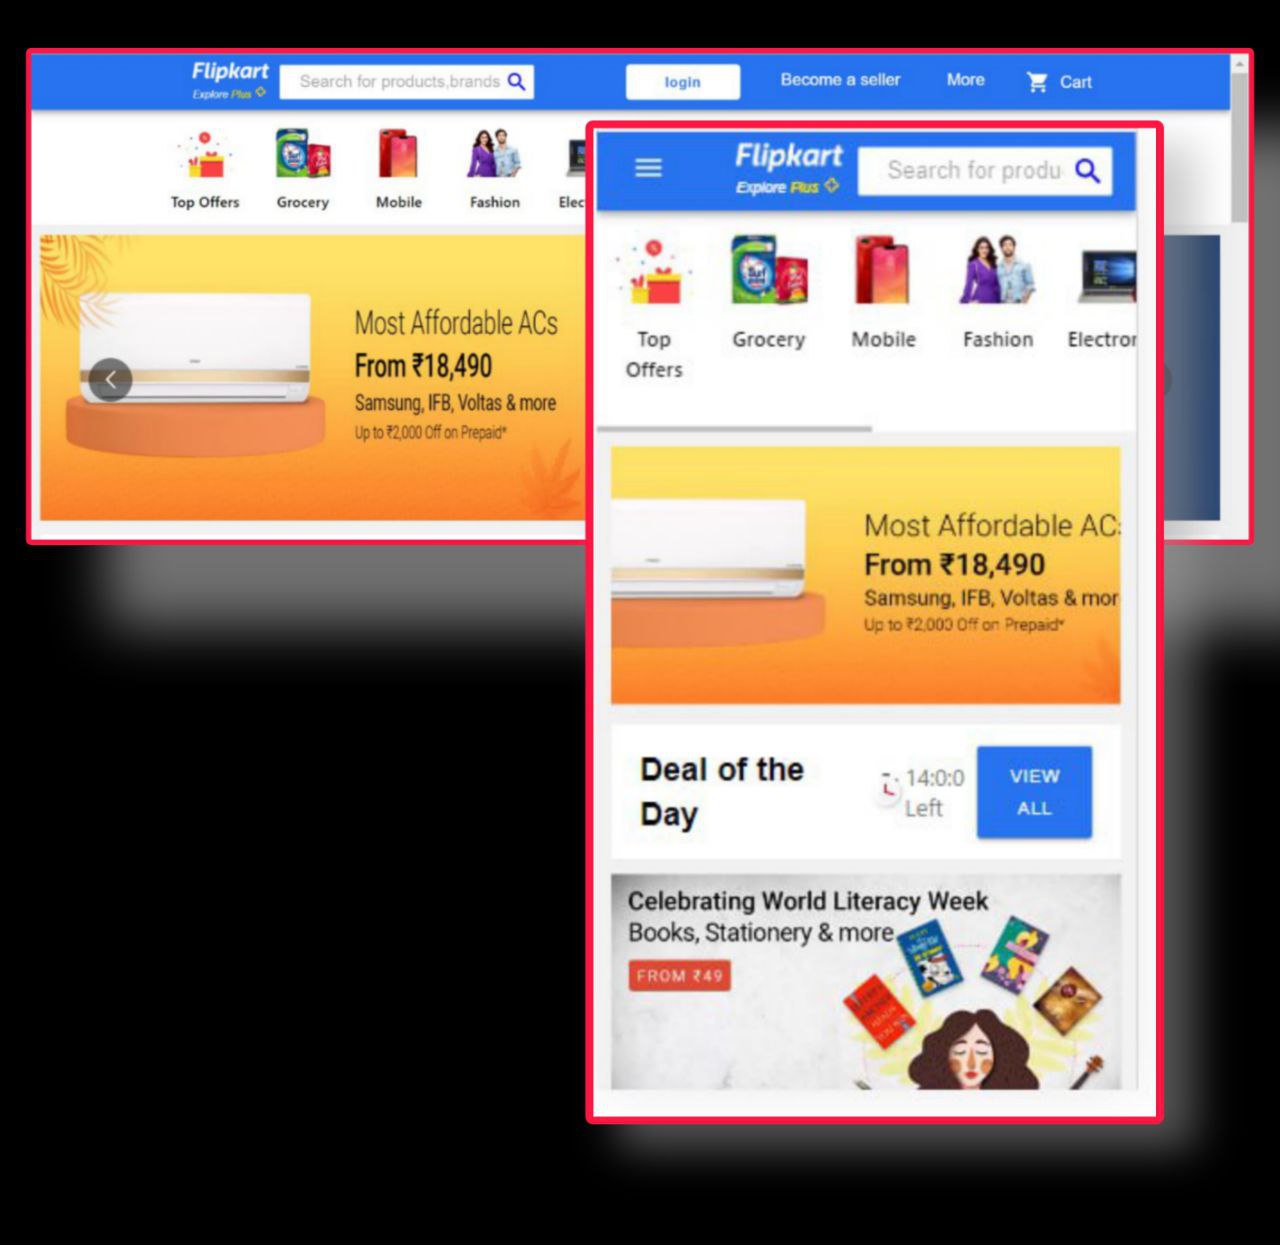 Flipkart
Explore Plus
Search for products,brands
login
Become a seller
More
Cart
Top Offers
Grocery
Mobile
Fashion
Elec
Most Affordable ACs
From ₹18,490
Samsung, IFB, Voltas & more
Up to ₹2,000 Off on Prepaid*
Flipkart
Explore Plus
Search for produ
Top
Offers
Grocery
Mobile
Fashion
Electron
Surf
Most Affordable ACs
From ₹18,490
Samsung, IFB, Voltas & mor
Up to ₹2,000 Off on Prepaid*
Deal of the
Day
14:0:0
Left
VIEW
ALL
Celebrating World Literacy Week
Books, Stationery & more
FROM ₹49